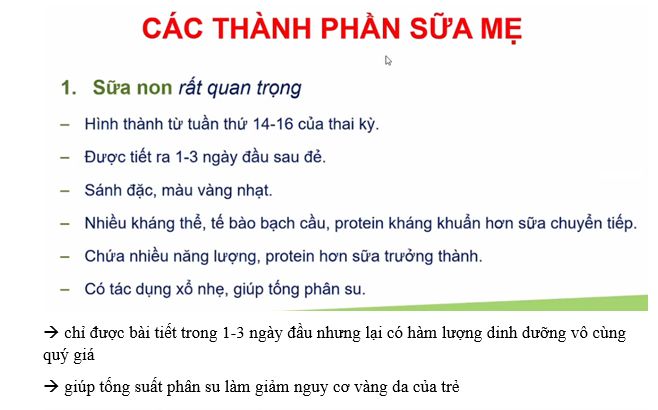 CÁC THÀNH PHẦN SỮA MẸ
1. Sữa non rất quan trọng
– Hình thành từ tuần thứ 14-16 của thai kỳ.
– Được tiết ra 1-3 ngày đầu sau đẻ.
– Sánh đặc, màu vàng nhạt.
– Nhiều kháng thể, tế bào bạch cầu, protein kháng khuẩn hơn sữa chuyển tiếp.
– Chứa nhiều năng lượng, protein hơn sữa trưởng thành.
– Có tác dụng xổ nhẹ, giúp tống phân su.
→ chỉ được bài tiết trong 1-3 ngày đầu nhưng lại có hàm lượng dinh dưỡng vô cùng
quý giá
→ giúp tống suất phân su làm giảm nguy cơ vàng da của trẻ